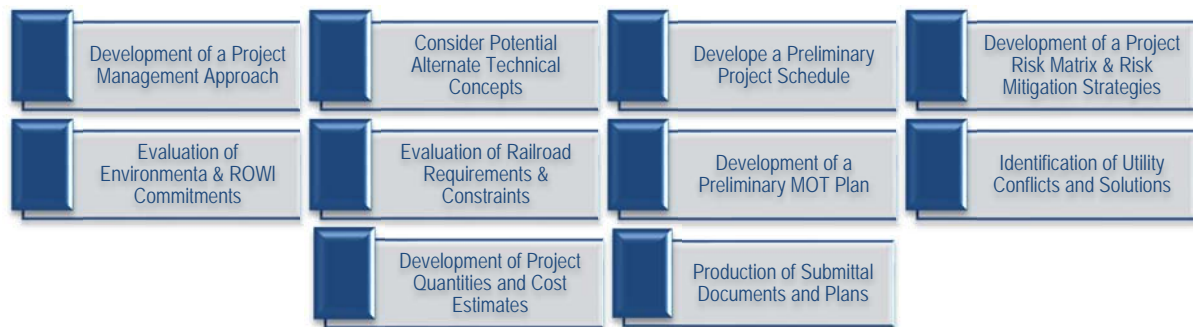 Development of a Project
Management Approach
Consider Potential
Alternate Technical
Concepts
Develope a Preliminary
Project Schedule
Development of a Project
Risk Matrix & Risk
Mitigation Strategies
Evaluation of
Environmenta & ROWl
Commitments
Evaluation of Railroad
Requirements &
Constraints
Development of a
Preliminary MOT Plan
Identification of Utility
Conflicts and Solutions
Development of Project
Quantities and Cost
Estimates
Production of Submittal
Documents and Plans